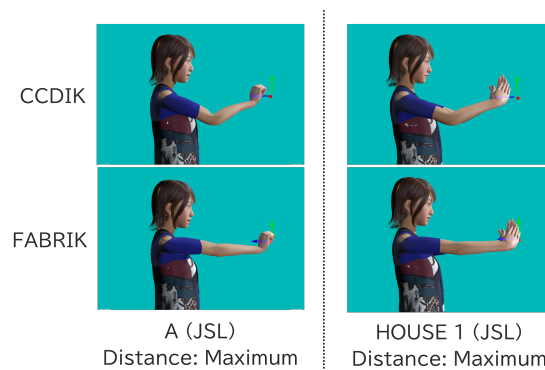 CCDIK
FABRIK
A (JSL)
Distance: Maximum
HOUSE 1 (JSL)
Distance: Maximum